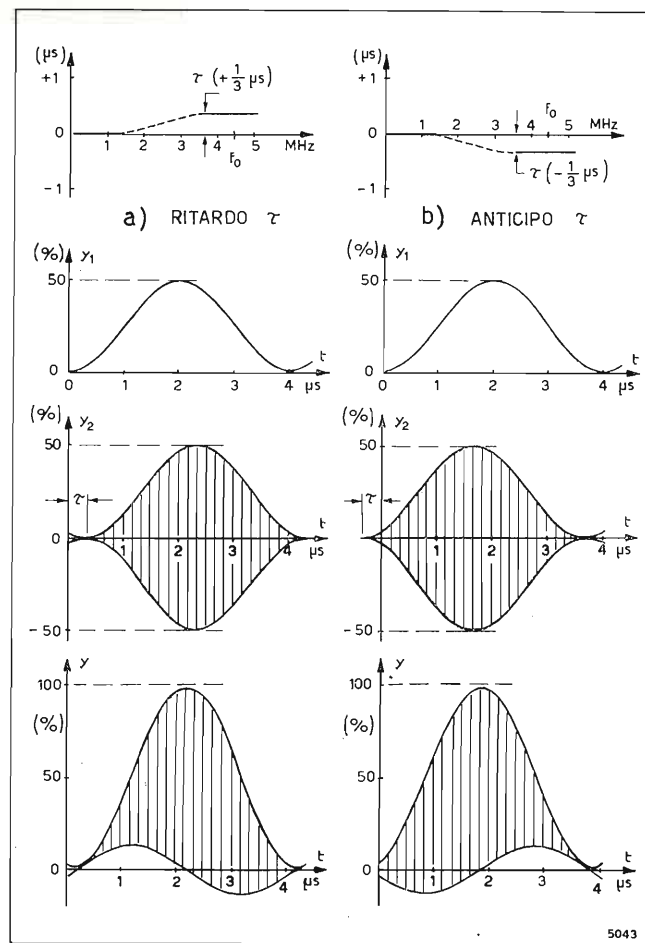 (µs)
+1
0
-1
τ (+1/3 µs)
1 2 3 4 5 MHz
F₀
a) RITARDO τ
(µs)
+1
0
-1
F₀
1 2 3 4 5 MHz
τ (-1/3 µs)
b) ANTICIPO τ
(%) y₁
50
0
0 1 2 3 4 µs
t
(%) y₁
50
0
0 1 2 3 4 µs
t
(%) y₂
50
τ
0
-50
1 2 3 4 µs
t
(%) y₂
50
τ
0
-50
1 2 3 4 µs
t
y
100
(%)
50
0
1 2 3 4 µs
t
y
100
(%)
50
0
1 2 3 4 µs
t
5043